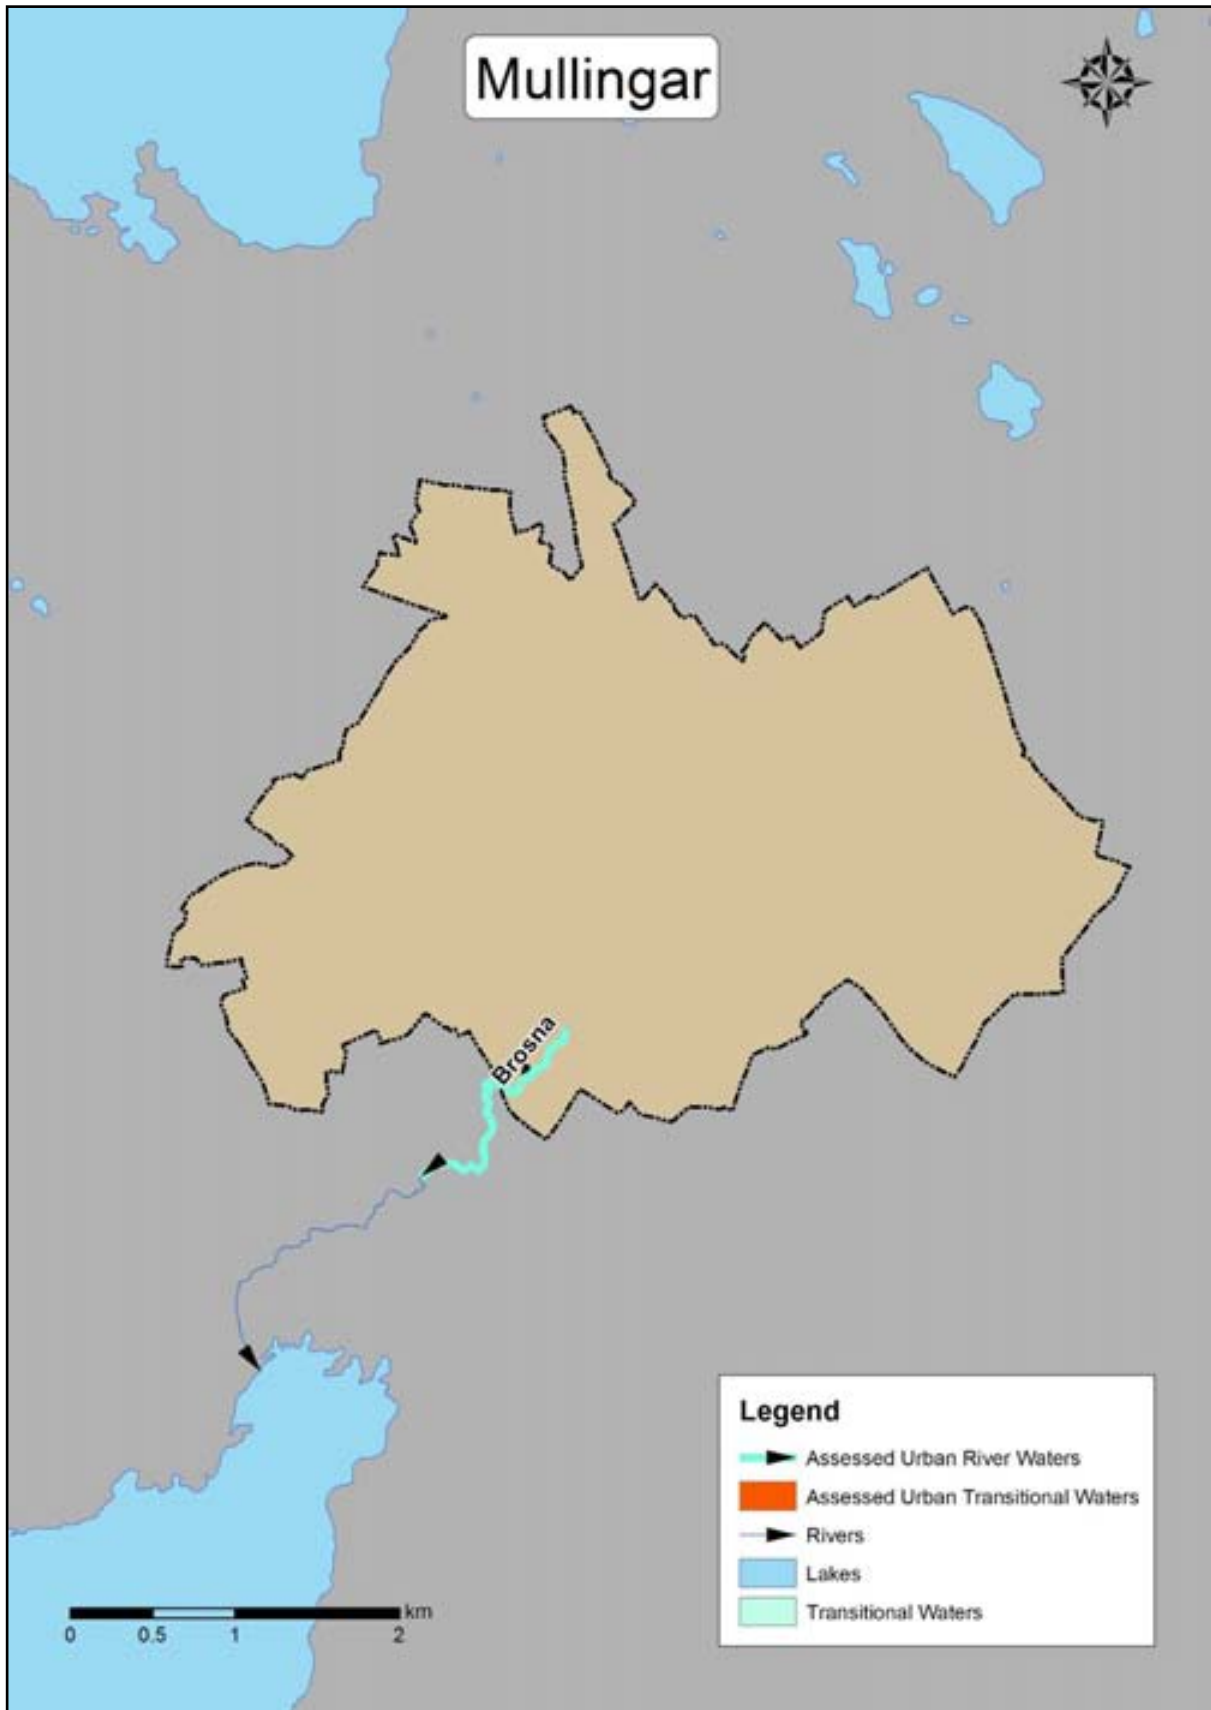 Mullingar
Brosna
Legend
Assessed Urban River Waters
Assessed Urban Transitional Waters
Rivers
Lakes
Transitional Waters
km
0 0.5 1 2